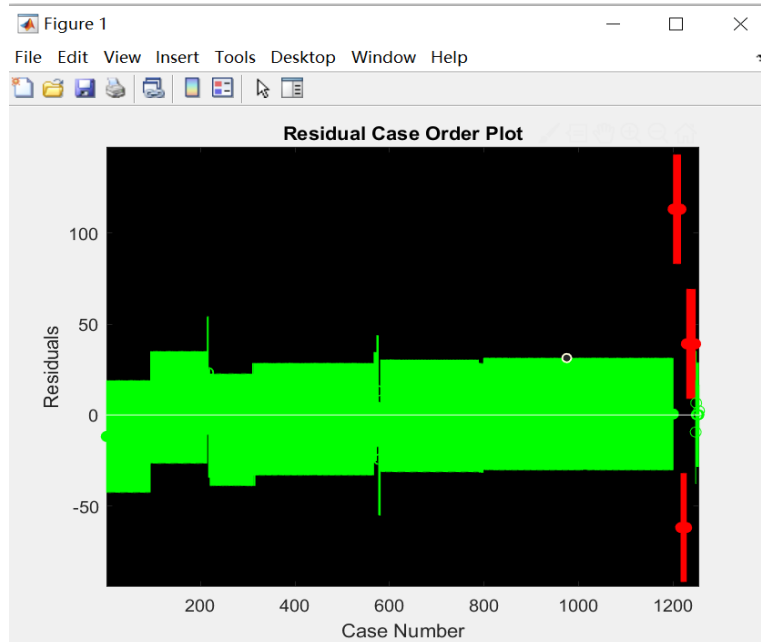 Figure 1
File Edit View Insert Tools Desktop Window Help
Residual Case Order Plot
100
50
0
-50
Residuals
200 400 600 800 1000 1200
Case Number